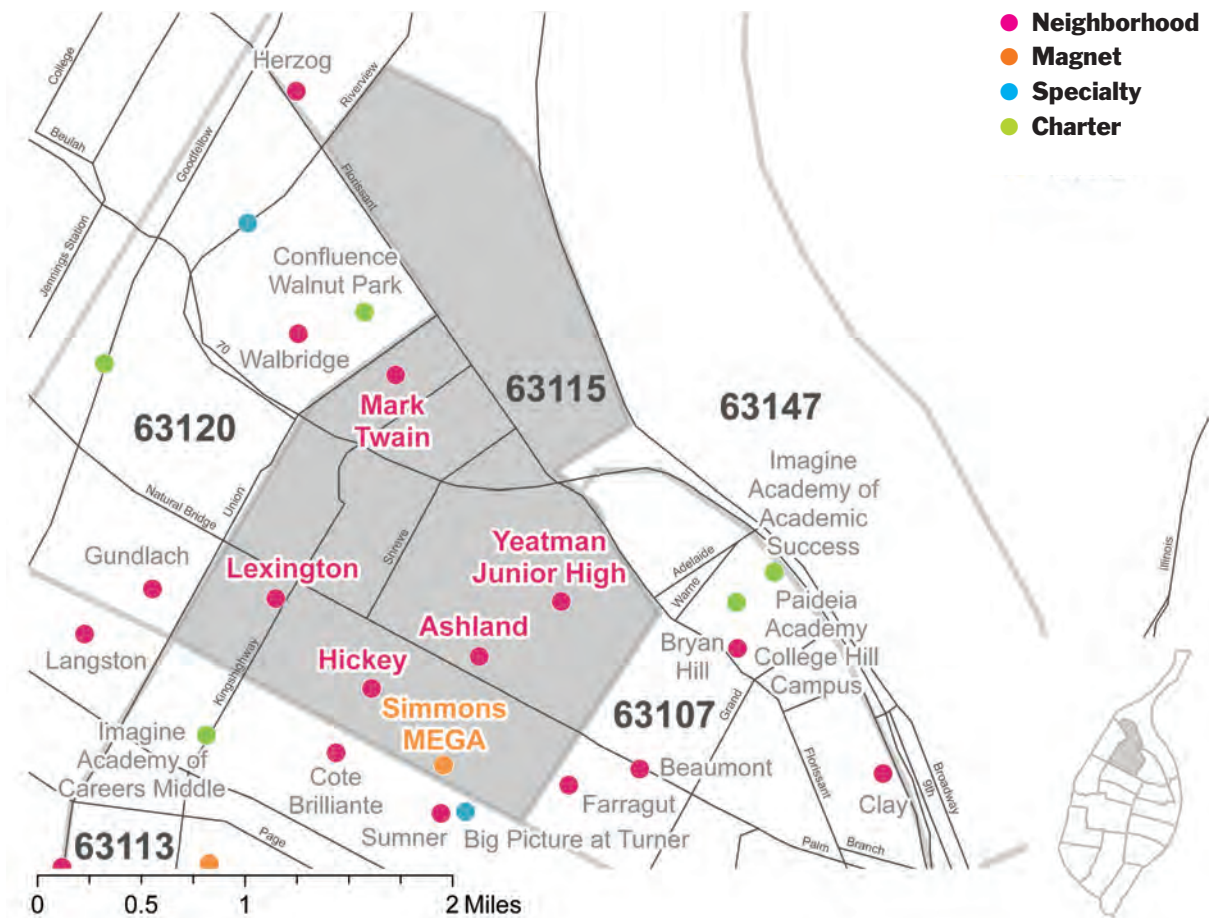 Neighborhood
Magnet
Specialty
Charter
Herzog
College
Riverview
Beulah
Goodfellow
Florissant
Jennings Station
Confluence
Walnut Park
70
Walbridge
Mark
Twain
63115
63147
63120
Imagine
Academy of
Academic
Success
Natural Bridge
Union
Shreve
Illinois
Gundlach
Lexington
Yeatman
Junior High
Adelaide
Warne
Paideia
Academy
College Hill
Campus
Ashland
Bryan
Hill
Langston
Hickey
Kingshighway
Simmons
MEGA
63107
Grand
Imagine
Academy of
Careers Middle
Cote
Brilliante
Beaumont
Farragut
Florissant
Clay
9th
Broadway
Sumner
Big Picture at Turner
63113
Page
Palm
Branch
0
0.5
1
2 Miles